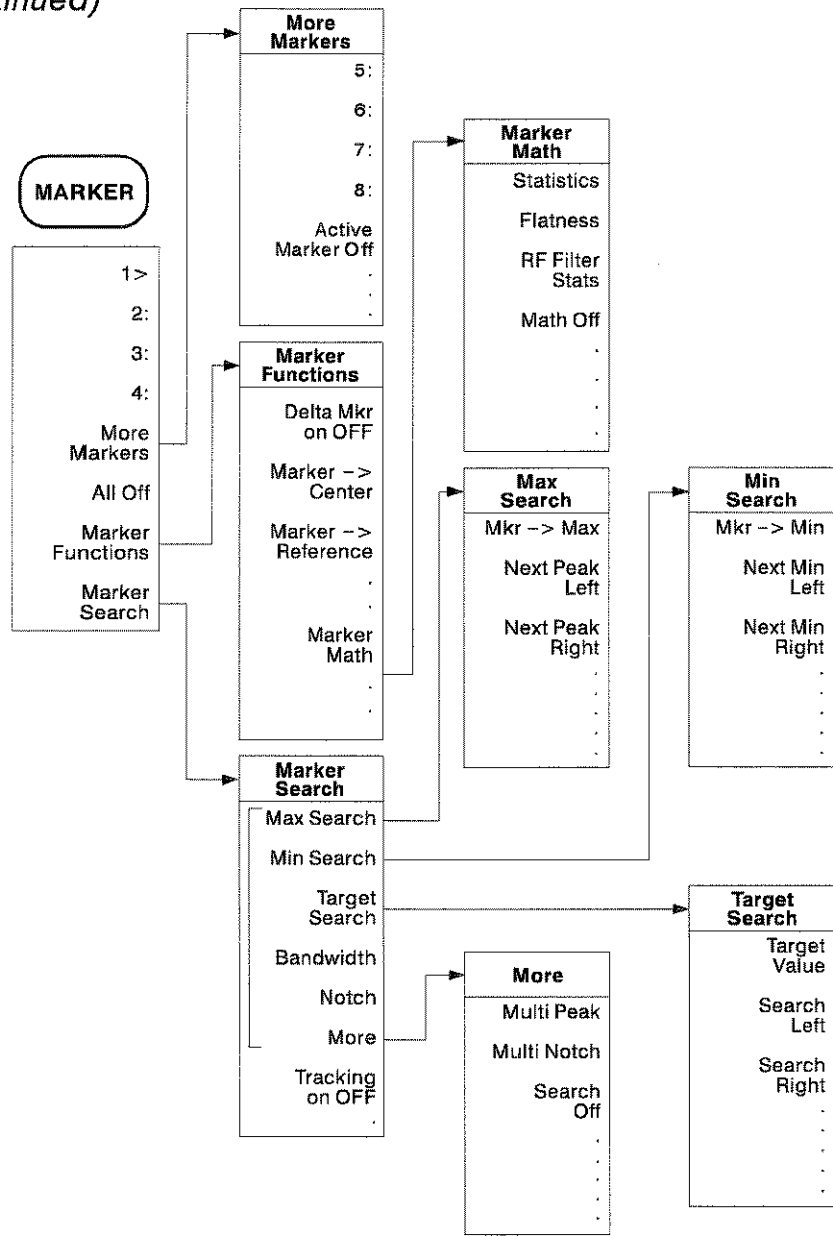 inued)
MARKER
1>
2:
3:
4:
More
Markers
All Off
Marker
Functions
Marker
Search
More
Markers
5:
6:
7:
8:
Active
Marker Off
.
.
.
Marker
Functions
Delta Mkr
on OFF
Marker ->
Center
Marker ->
Reference
.
.
Marker
Math
.
.
Marker
Math
Statistics
Flatness
RF Filter
Stats
Math Off
.
.
.
.
Marker
Search
Max Search
Min Search
Target
Search
Bandwidth
Notch
More
Tracking
on OFF
.
Max
Search
Mkr -> Max
Next Peak
Left
Next Peak
Right
.
.
.
.
.
Min
Search
Mkr -> Min
Next Min
Left
Next Min
Right
.
.
.
.
.
Target
Search
Target
Value
Search
Left
Search
Right
.
.
.
.
.
More
Multi Peak
Multi Notch
Search
Off
.
.
.
.
.